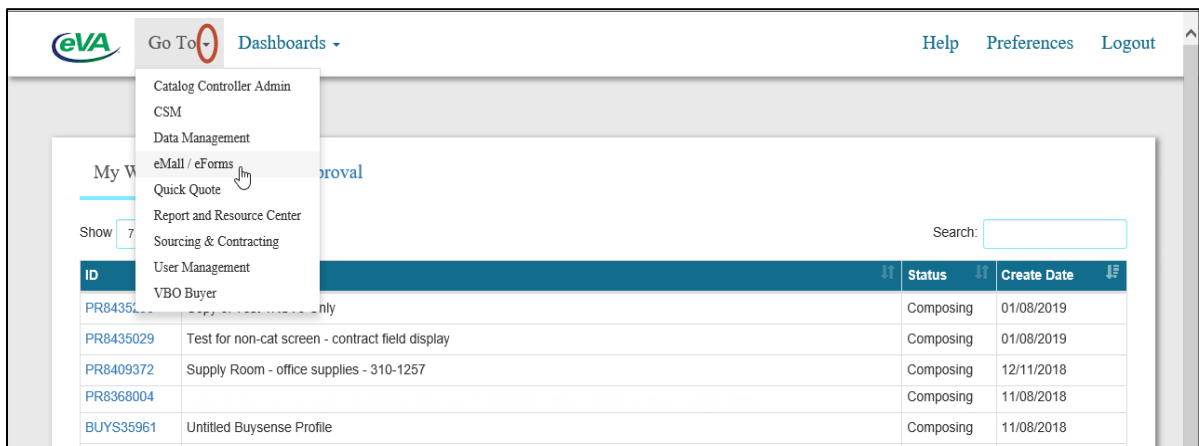 eVA Go To Dashboards Help Preferences Logout
Catalog Controller Admin
CSM
Data Management
eMall / eForms
Quick Quote
Report and Resource Center
Sourcing & Contracting
User Management
VBO Buyer
My W proval
Show 7 Search:
ID Status Create Date
PR8435 Only Composing 01/08/2019
PR8435029 Test for non-cat screen - contract field display Composing 01/08/2019
PR8409372 Supply Room - office supplies - 310-1257 Composing 12/11/2018
PR8368004 Composing 11/08/2018
BUYS35961 Untitled Buysense Profile Composing 11/08/2018